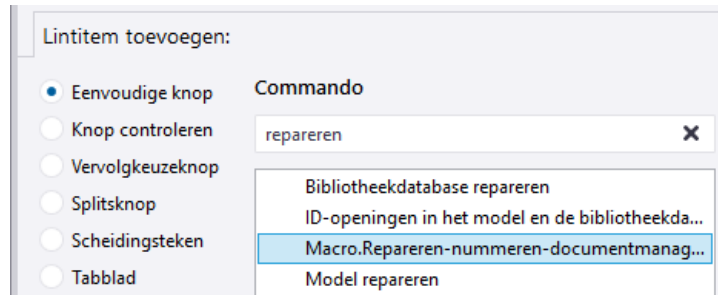 Lintitem toevoegen:
Eenvoudige knop
Knop controleren
Vervolgkeuzeknop
Splitsknop
Scheidingsteken
Tabblad
Commando
repareren
Bibliotheekdatabase repareren
ID-openingen in het model en de bibliotheekda...
Macro.Repareren-nummeren-documentmanag...
Model repareren